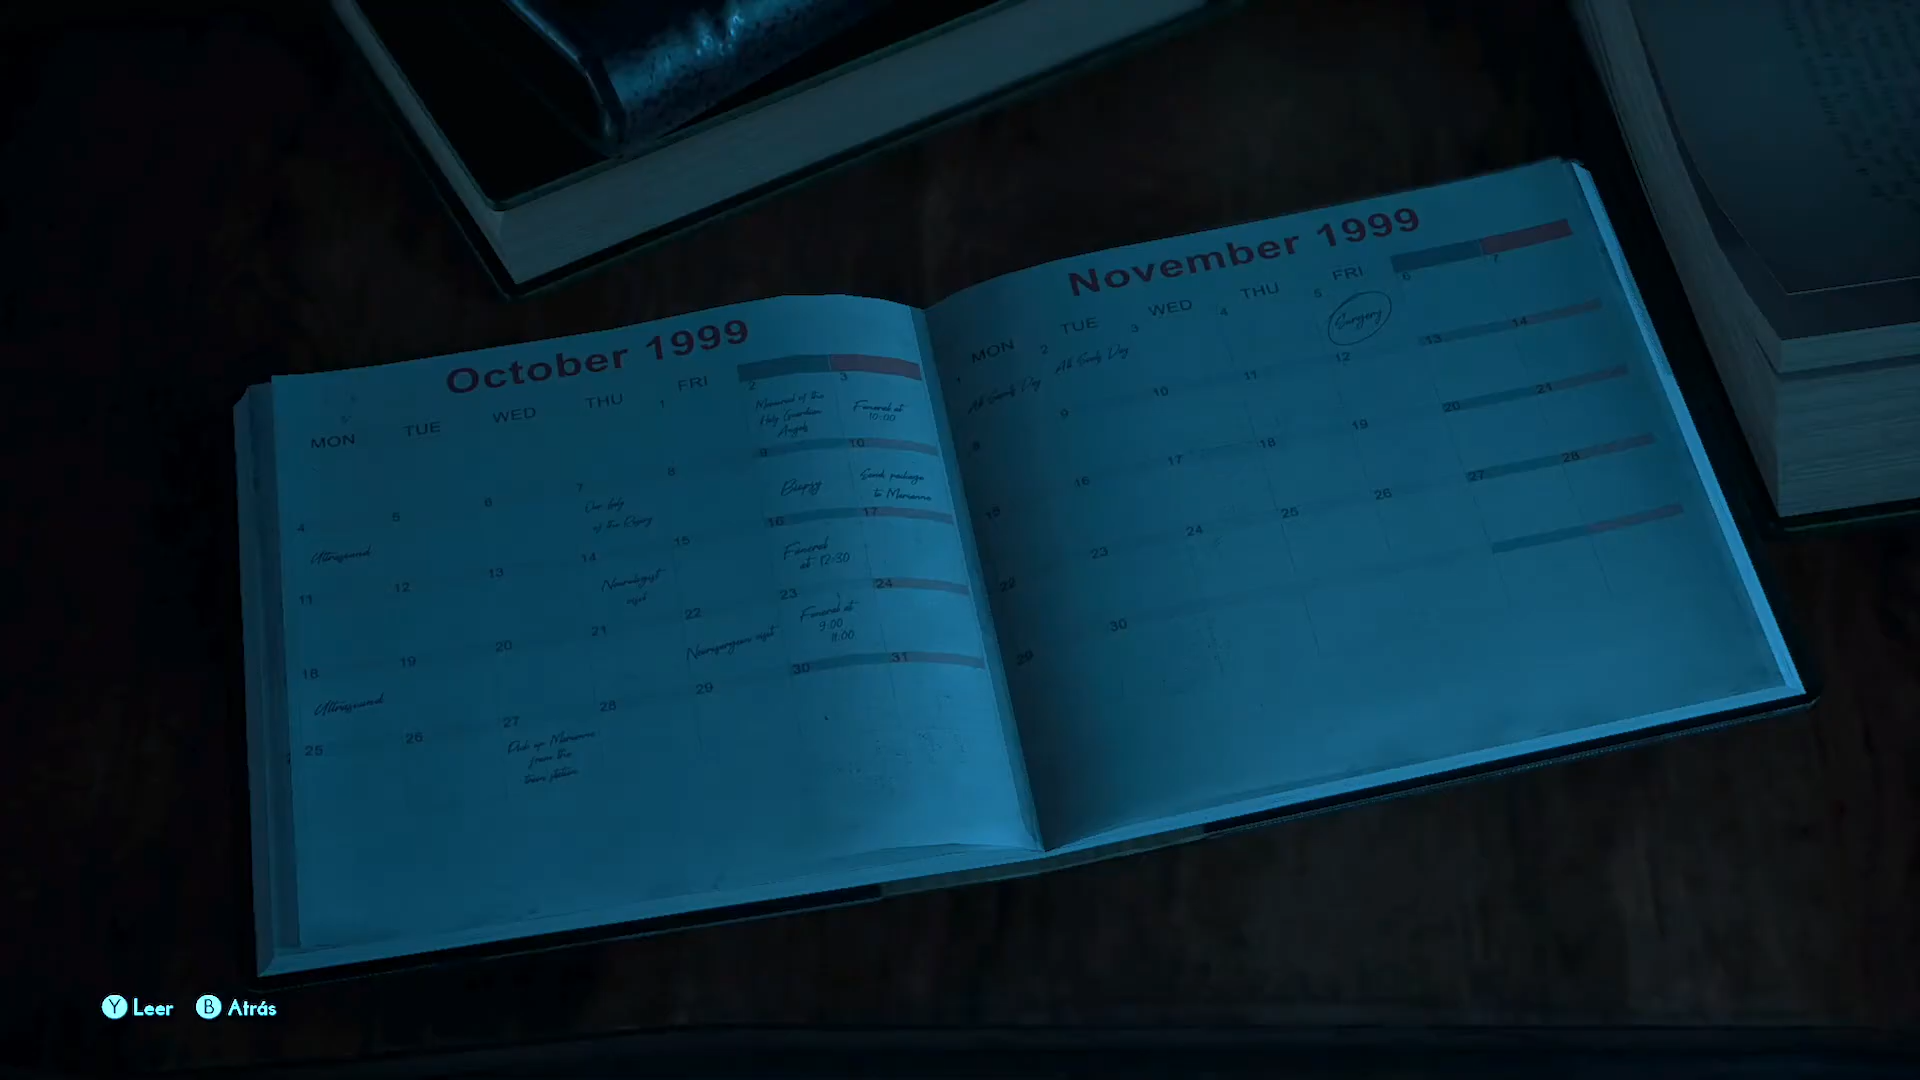 October 1999
MON TUE WED THU FRI
1 2 3
Memorial of the
Holy Guardian
Angels
Funeral at
10:00
4 5 6 7 8 9 10
Ultrasound
Our lady
of the Rosary
Biopsy
Send package
to Marianne
11 12 13 14 15 16 17
Neurologist
visit
Funeral
at 12:30
18 19 20 21 22 23 24
Ultrasound
Neurosurgeon visit
Funeral at
9:00
11:00
25 26 27 28 29 30 31
Pick up Marianne
from the
train station
November 1999
MON TUE WED THU FRI
1 2 3 4 5 6 7
All Saints Day
All Souls Day
Surgery
8 9 10 11 12 13 14
15 16 17 18 19 20 21
22 23 24 25 26 27 28
29 30
Y Leer B Atrás